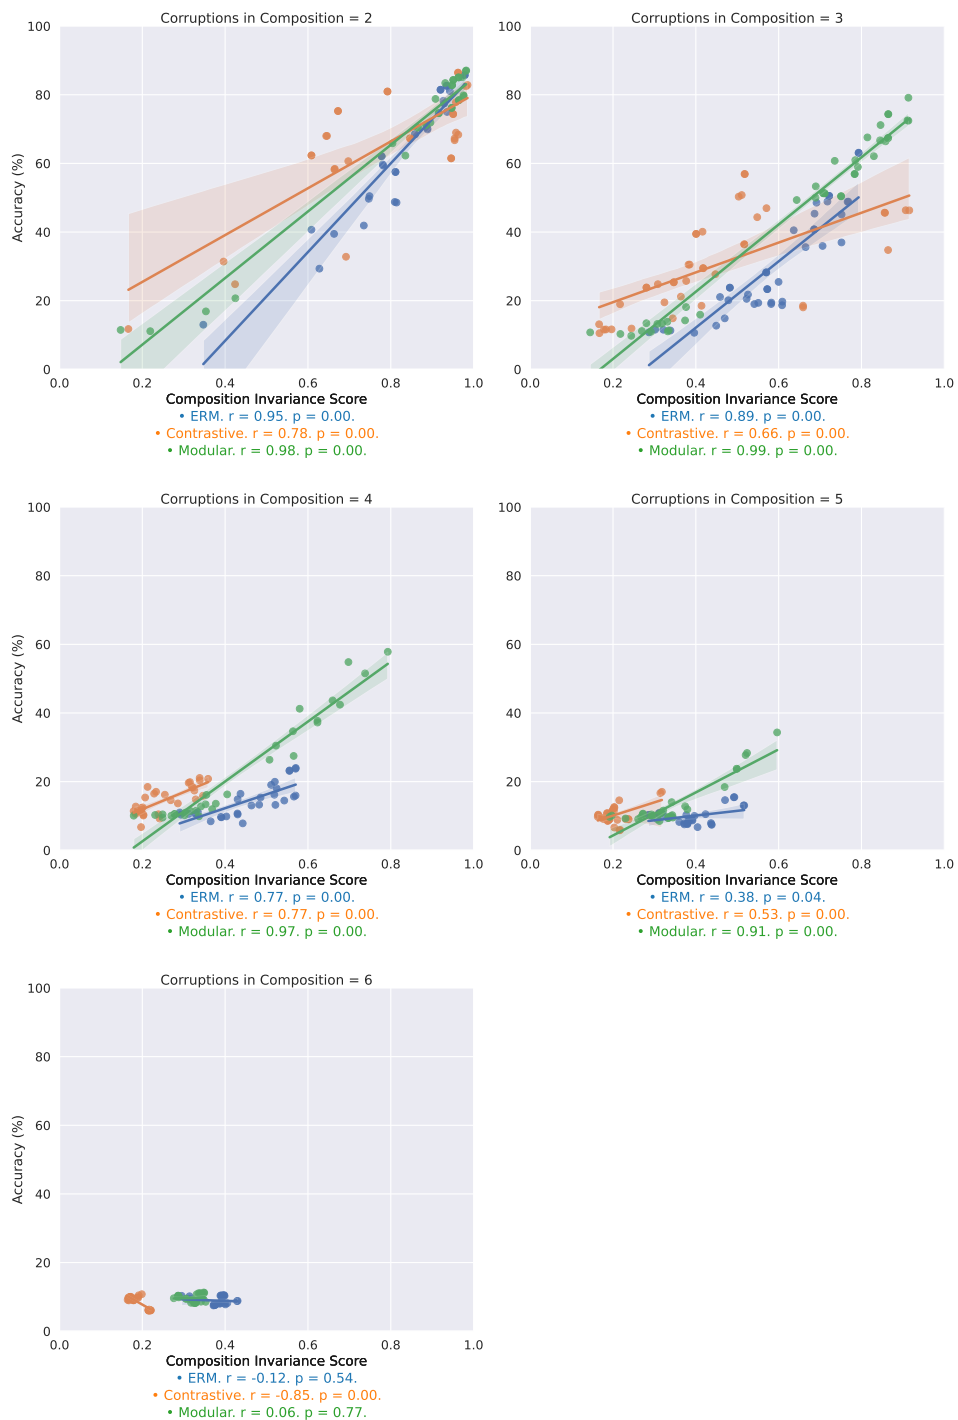 Corruptions in Composition = 2
100
80
60
40
20
0
Accuracy (%)
0.0 0.2 0.4 0.6 0.8 1.0
Composition Invariance Score
• ERM. r = 0.95. p = 0.00.
• Contrastive. r = 0.78. p = 0.00.
• Modular. r = 0.98. p = 0.00.
Corruptions in Composition = 3
100
80
60
40
20
0
0.0 0.2 0.4 0.6 0.8 1.0
Composition Invariance Score
• ERM. r = 0.89. p = 0.00.
• Contrastive. r = 0.66. p = 0.00.
• Modular. r = 0.99. p = 0.00.
Corruptions in Composition = 4
100
80
60
40
20
0
Accuracy (%)
0.0 0.2 0.4 0.6 0.8 1.0
Composition Invariance Score
• ERM. r = 0.77. p = 0.00.
• Contrastive. r = 0.77. p = 0.00.
• Modular. r = 0.97. p = 0.00.
Corruptions in Composition = 5
100
80
60
40
20
0
0.0 0.2 0.4 0.6 0.8 1.0
Composition Invariance Score
• ERM. r = 0.38. p = 0.04.
• Contrastive. r = 0.53. p = 0.00.
• Modular. r = 0.91. p = 0.00.
Corruptions in Composition = 6
100
80
60
40
20
0
Accuracy (%)
0.0 0.2 0.4 0.6 0.8 1.0
Composition Invariance Score
• ERM. r = -0.12. p = 0.54.
• Contrastive. r = -0.85. p = 0.00.
• Modular. r = 0.06. p = 0.77.